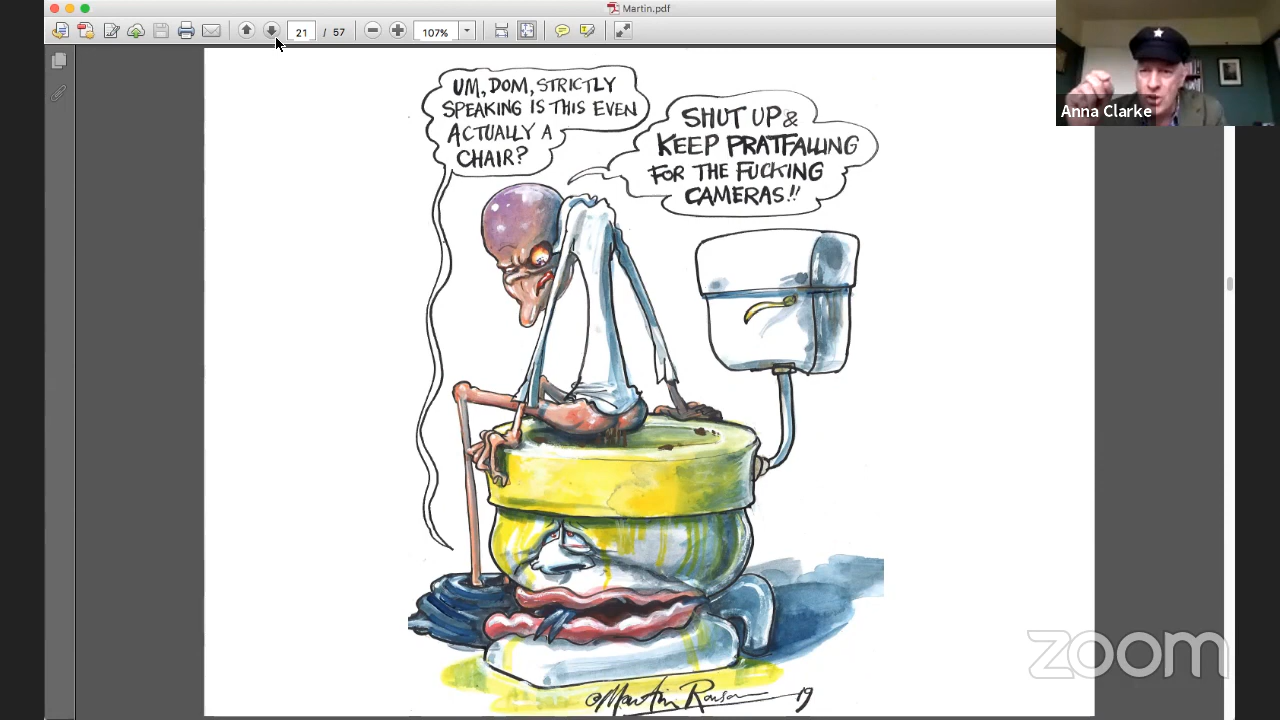 Martin.pdf
21 / 57
107%
Anna Clarke
UM, DOM, STRICTLY
SPEAKING IS THIS EVEN
ACTUALLY A
CHAIR?
SHUT UP &
KEEP PRATFALLING
FOR THE FUCKING
CAMERAS!!
©Martin Rowson 19
zoom